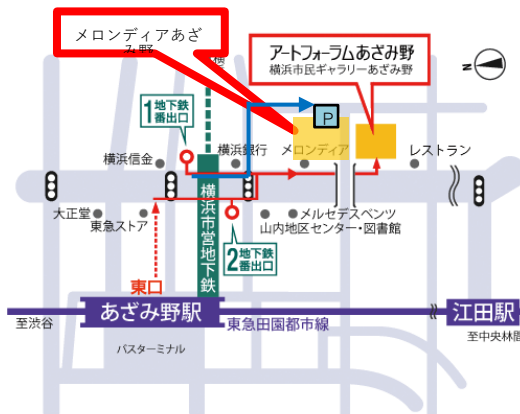 メロンディアあざ
み野
横
アートフォーラムあざみ野
横浜市民ギャラリーあざみ野
N
P
1 地下鉄
番出口
横浜信金
横浜銀行
メロンディア
レストラン
横浜市営地下鉄
大正堂
東急ストア
メルセデスベンツ
山内地区センター・図書館
2 地下鉄
番出口
東口
あざみ野駅
江田駅
至渋谷
東急田園都市線
至中央林間
バスターミナル